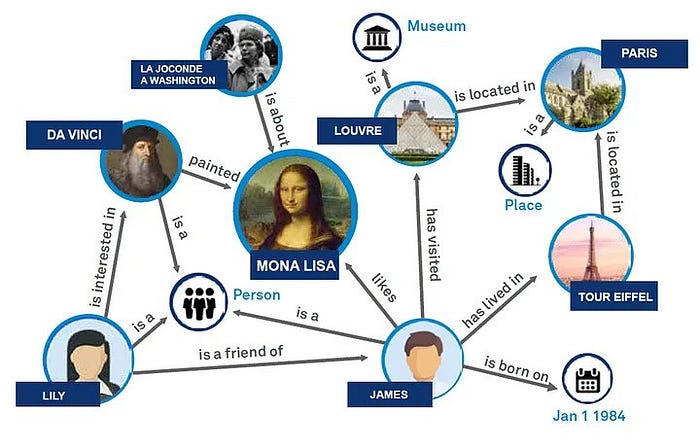 Museum
PARIS
LA JOCONDE
A WASHINGTON
is a
is about
is located in
LOUVRE
DA VINCI
is a
is located in
painted
Place
is a
has visited
MONA LISA
is interested in
likes
has lived in
TOUR EIFFEL
Person
is a
is a
is a friend of
is born on
LILY
JAMES
Jan 1 1984